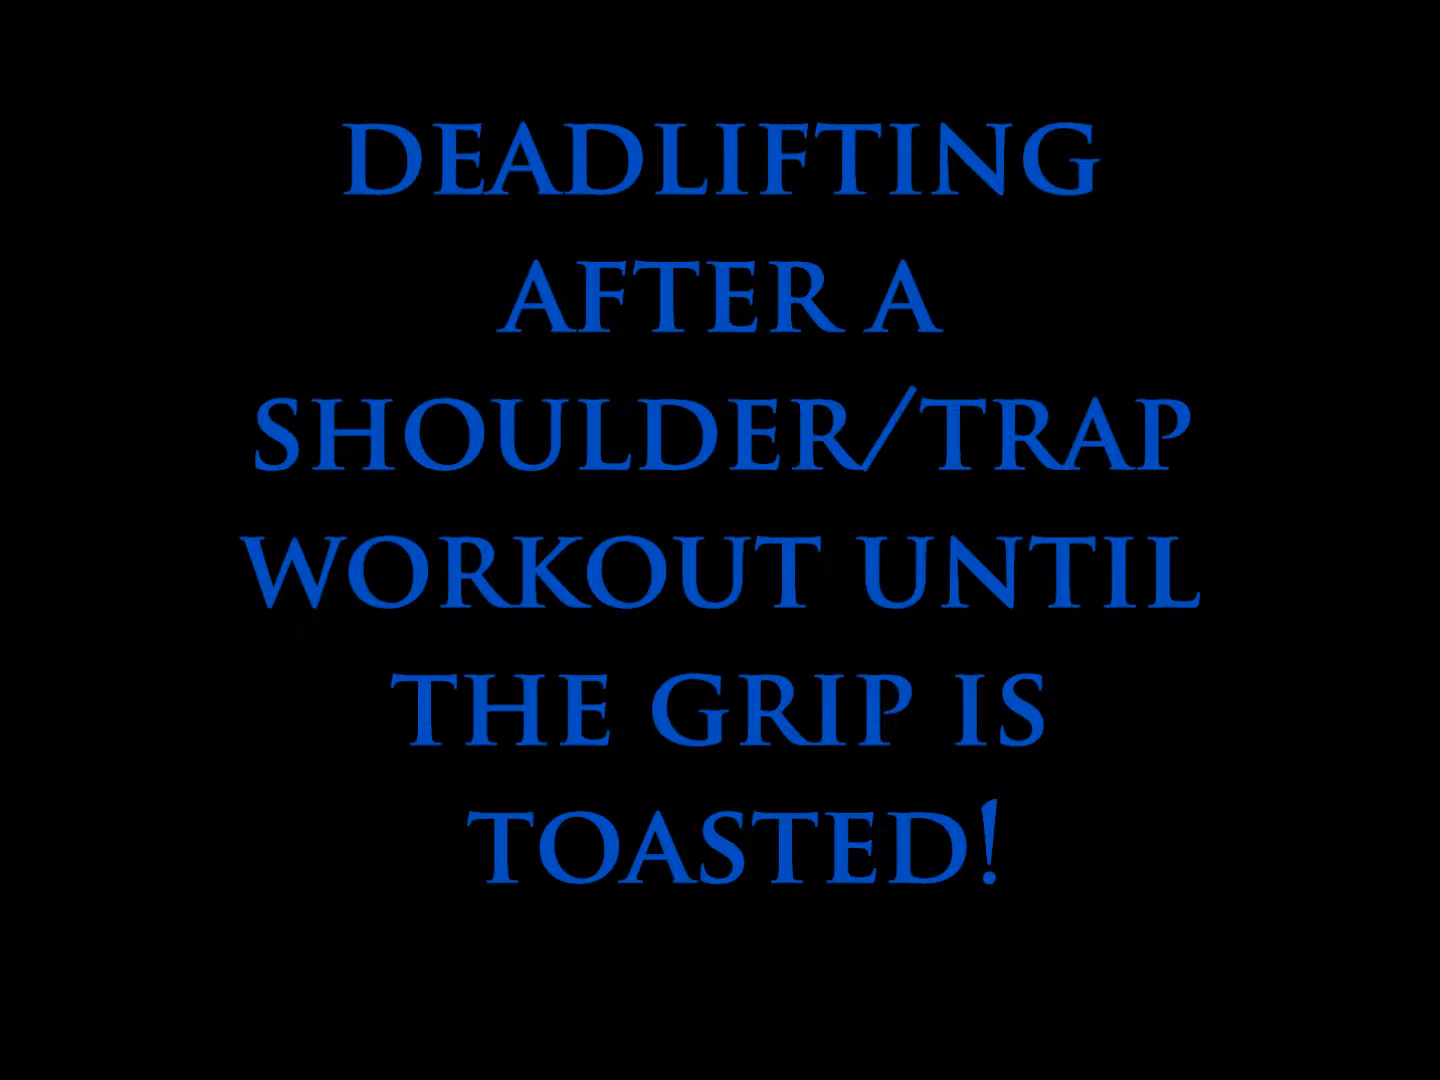 DEADLIFTING
AFTER A
SHOULDER/TRAP
WORKOUT UNTIL
THE GRIP IS
TOASTED!